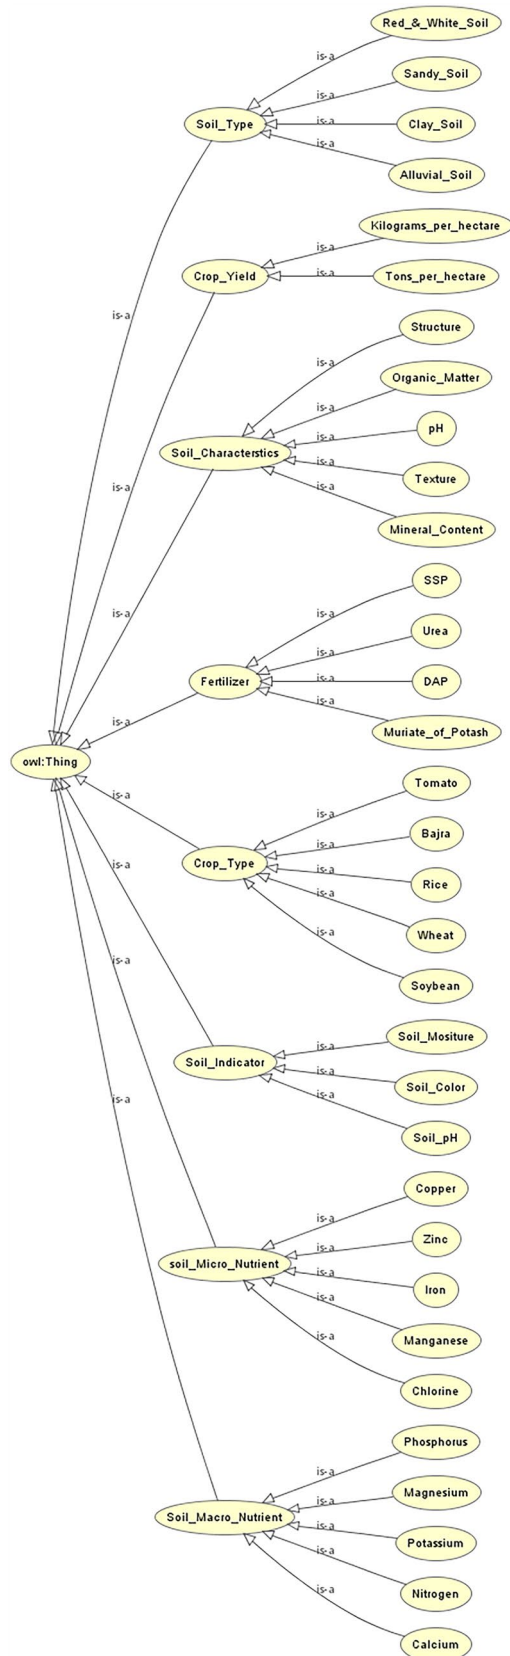 Red_&_White_Soil
is-a
Sandy_Soil
is-a
Soil_Type
is-a
Clay_Soil
is-a
Alluvial_Soil
Kilograms_per_hectare
is-a
Crop_Yield
is-a
Tons_per_hectare
is-a
Structure
is-a
Organic_Matter
is-a
pH
is-a
Soil_Characterstics
is-a
Texture
is-a
is-a
Mineral_Content
SSP
is-a
is-a
Urea
is-a
Fertilizer
is-a
DAP
is-a
is-a
Muriate_of_Potash
owl:Thing
Tomato
is-a
is-a
Bajra
is-a
Crop_Type
is-a
is-a
Rice
is-a
Wheat
is-a
Soybean
Soil_Mositure
is-a
is-a
Soil_Indicator
is-a
Soil_Color
is-a
Soil_pH
Copper
is-a
Zinc
is-a
soil_Micro_Nutrient
is-a
Iron
is-a
Manganese
is-a
Chlorine
is-a
Phosphorus
is-a
Magnesium
is-a
Soil_Macro_Nutrient
is-a
Potassium
is-a
Nitrogen
is-a
Calcium